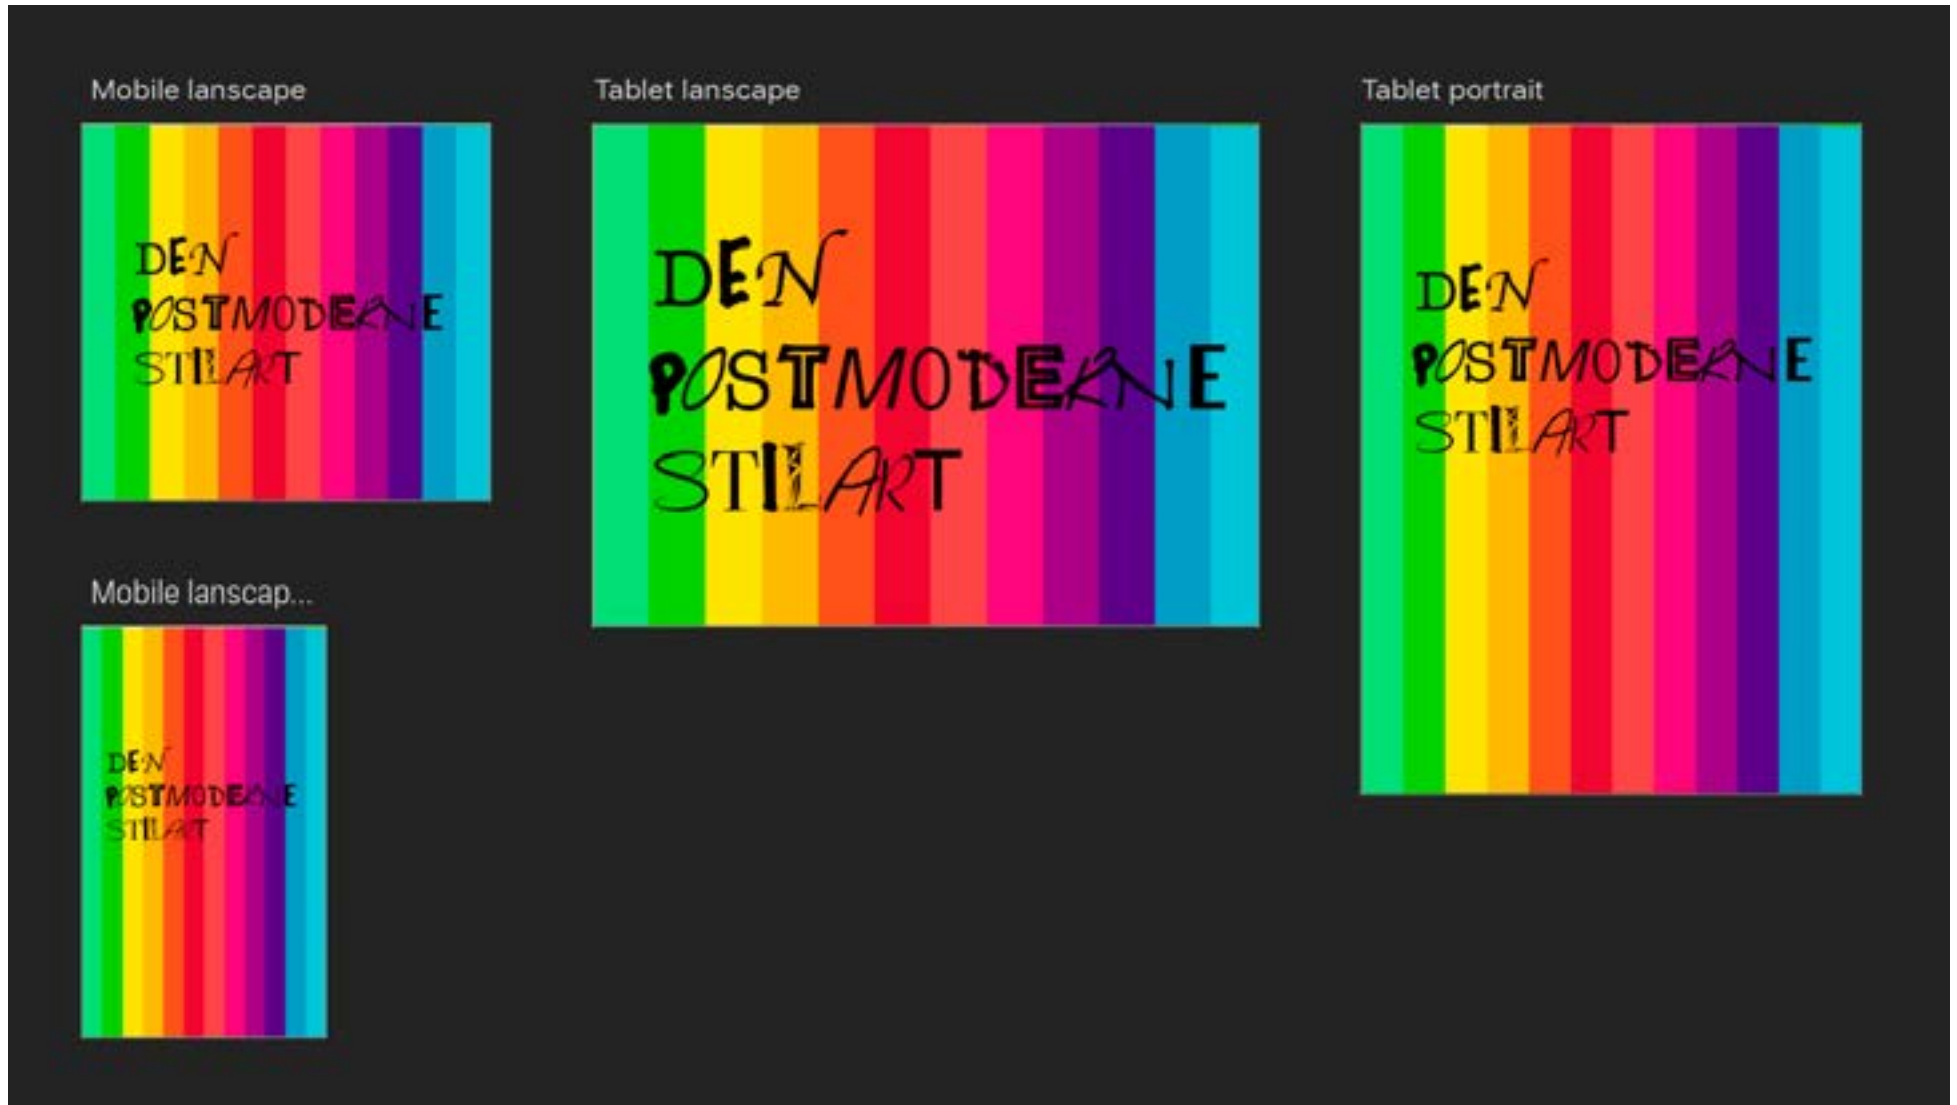 Mobile lanscape
DEN
POSTMODERNE
STILART
Tablet lanscape
DEN
POSTMODERNE
STILART
Tablet portrait
DEN
POSTMODERNE
STILART
Mobile lanscap...
DEN
POSTMODERNE
STILART